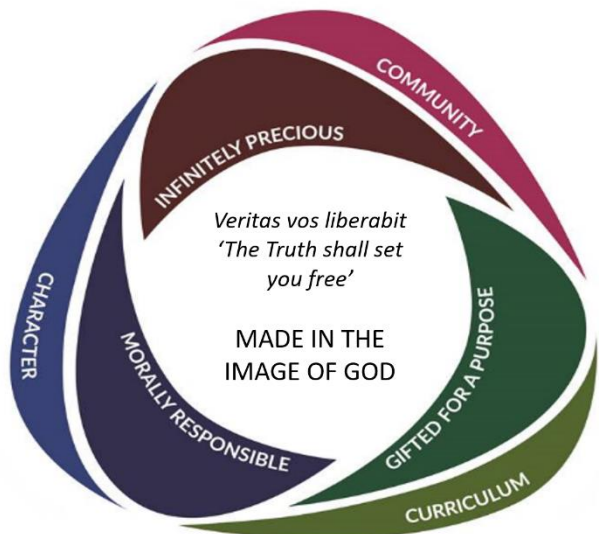 COMMUNITY
INFINITELY PRECIOUS
Veritas vos liberabit
‘The Truth shall set
you free’
MADE IN THE
IMAGE OF GOD
CHARACTER
MORALLY RESPONSIBLE
GIFTED FOR A PURPOSE
CURRICULUM